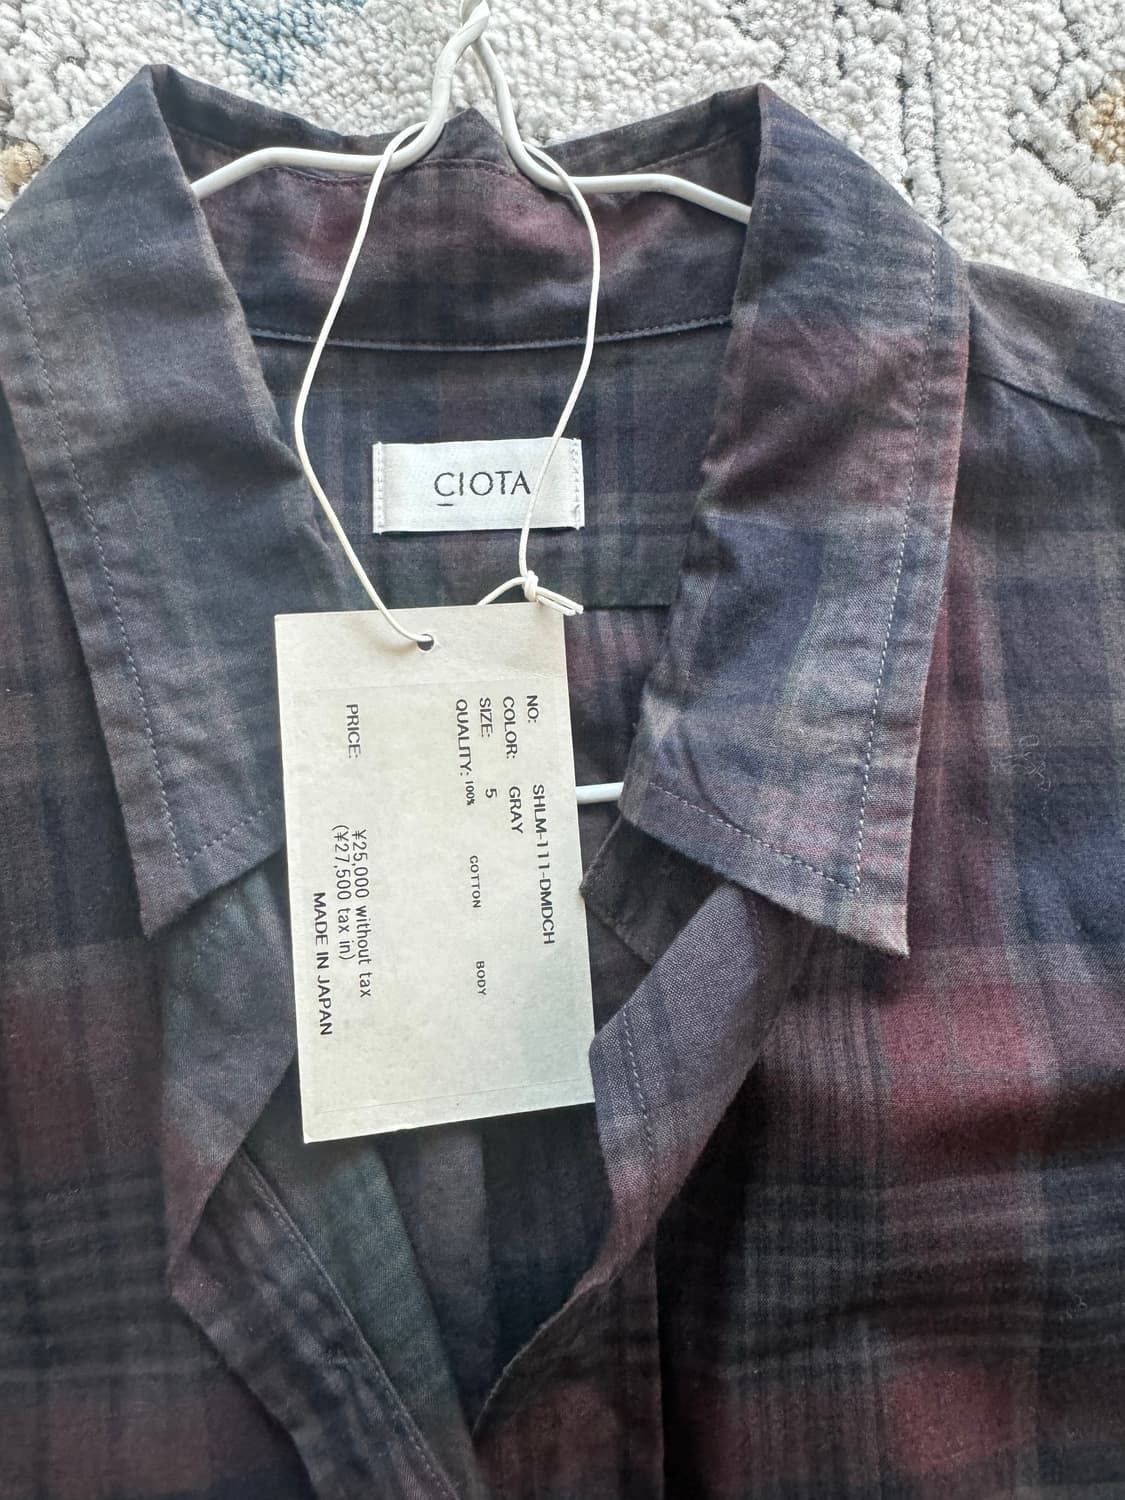 CIOTA
NO: SHLM-111-DMDCH
COLOR: GRAY
SIZE: 5
QUALITY: 100% COTTON BODY
PRICE: ¥25,000 without tax
(¥27,500 tax in)
MADE IN JAPAN